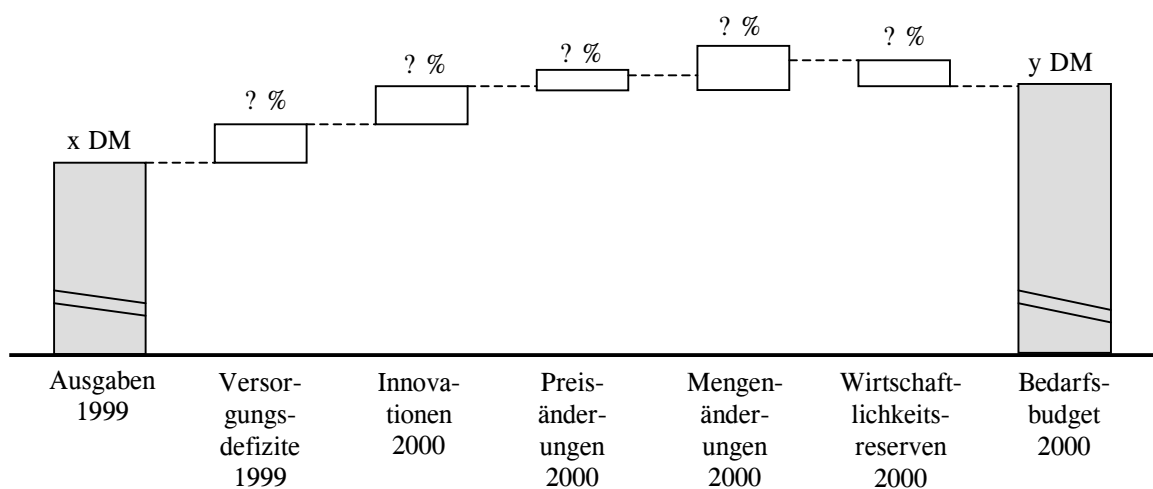 ? %
? %
? %
? %
? %
y DM
x DM
Ausgaben
1999
Versor-
gungs-
defizite
1999
Innova-
tionen
2000
Preis-
änder-
ungen
2000
Mengen-
änder-
ungen
2000
Wirtschaft-
lichkeits-
reserven
2000
Bedarfs-
budget
2000